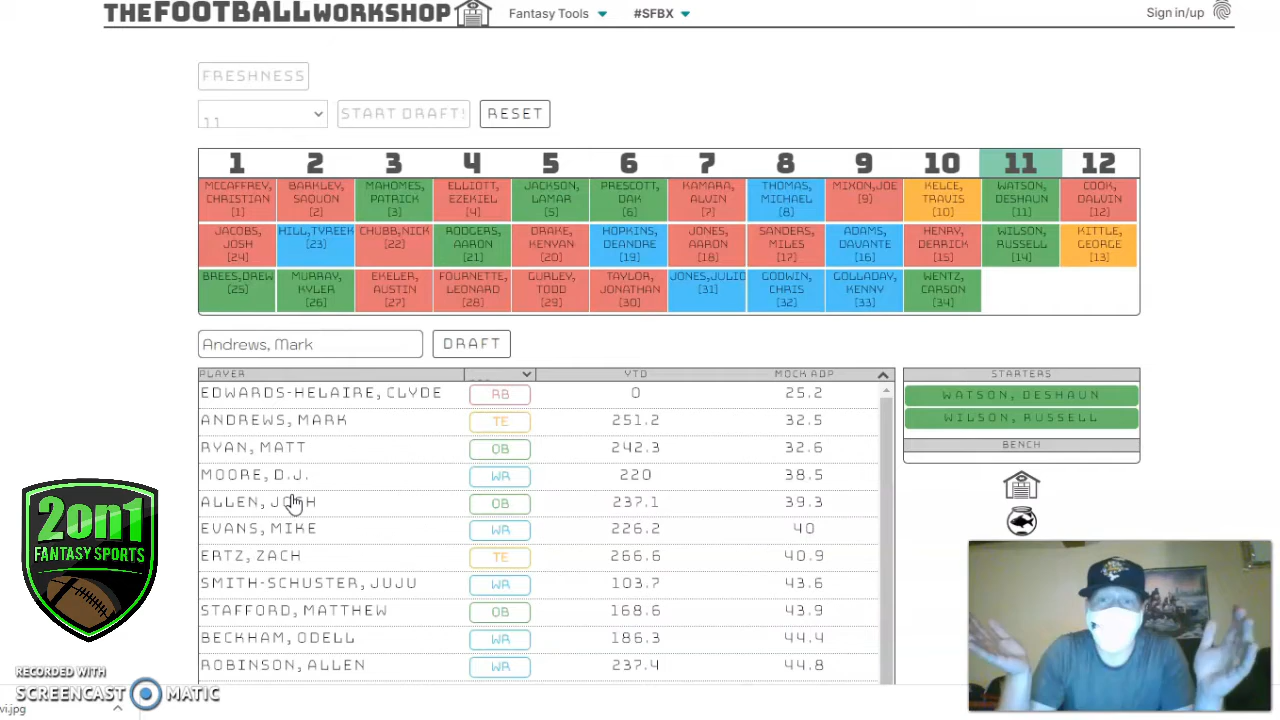 THEFOOTBALLWORKSHOP Fantasy Tools #SFBX Sign in/up
FRESHNESS
11 START DRAFT! RESET
1 2 3 4 5 6 7 8 9 10 11 12
MCCAFFREY, CHRISTIAN [1] BARKLEY, SAQUON [2] MAHOMES, PATRICK [3] ELLIOTT, EZEKIEL [4] JACKSON, LAMAR [5] PRESCOTT, DAK [6] KAMARA, ALVIN [7] THOMAS, MICHAEL [8] MIXON,JOE [9] KELCE, TRAVIS [10] WATSON, DESHAUN [11] COOK, DALVIN [12]
JACOBS, JOSH [24] HILL,TYREEK [23] CHUBB,NICK [22] RODGERS, AARON [21] DRAKE, KENYAN [20] HOPKINS, DEANDRE [19] JONES, AARON [18] SANDERS, MILES [17] ADAMS, DAVANTE [16] HENRY, DERRICK [15] WILSON, RUSSELL [14] KITTLE, GEORGE [13]
BREES,DREW [25] MURRAY, KYLER [26] EKELER, AUSTIN [27] FOURNETTE, LEONARD [28] GURLEY, TODD [29] TAYLOR, JONATHAN [30] JONES,JULIO [31] GODWIN, CHRIS [32] GOLLADAY, KENNY [33] WENTZ, CARSON [34]
Andrews, Mark DRAFT
PLAYER YTD MOCK ADP
EDWARDS-HELAIRE, CLYDE RB 0 25.2
ANDREWS, MARK TE 251.2 32.5
RYAN, MATT QB 242.3 32.6
MOORE, D.J. WR 220 38.5
ALLEN, JOSH QB 237.1 39.3
EVANS, MIKE WR 226.2 40
ERTZ, ZACH TE 266.6 40.9
SMITH-SCHUSTER, JUJU WR 103.7 43.6
STAFFORD, MATTHEW QB 168.6 43.9
BECKHAM, ODELL WR 186.3 44.4
ROBINSON, ALLEN WR 237.4 44.8
STARTERS
WATSON, DESHAUN
WILSON, RUSSELL
BENCH
2on1
FANTASY SPORTS
RECORDED WITH
SCREENCAST MATIC
vi.jpg